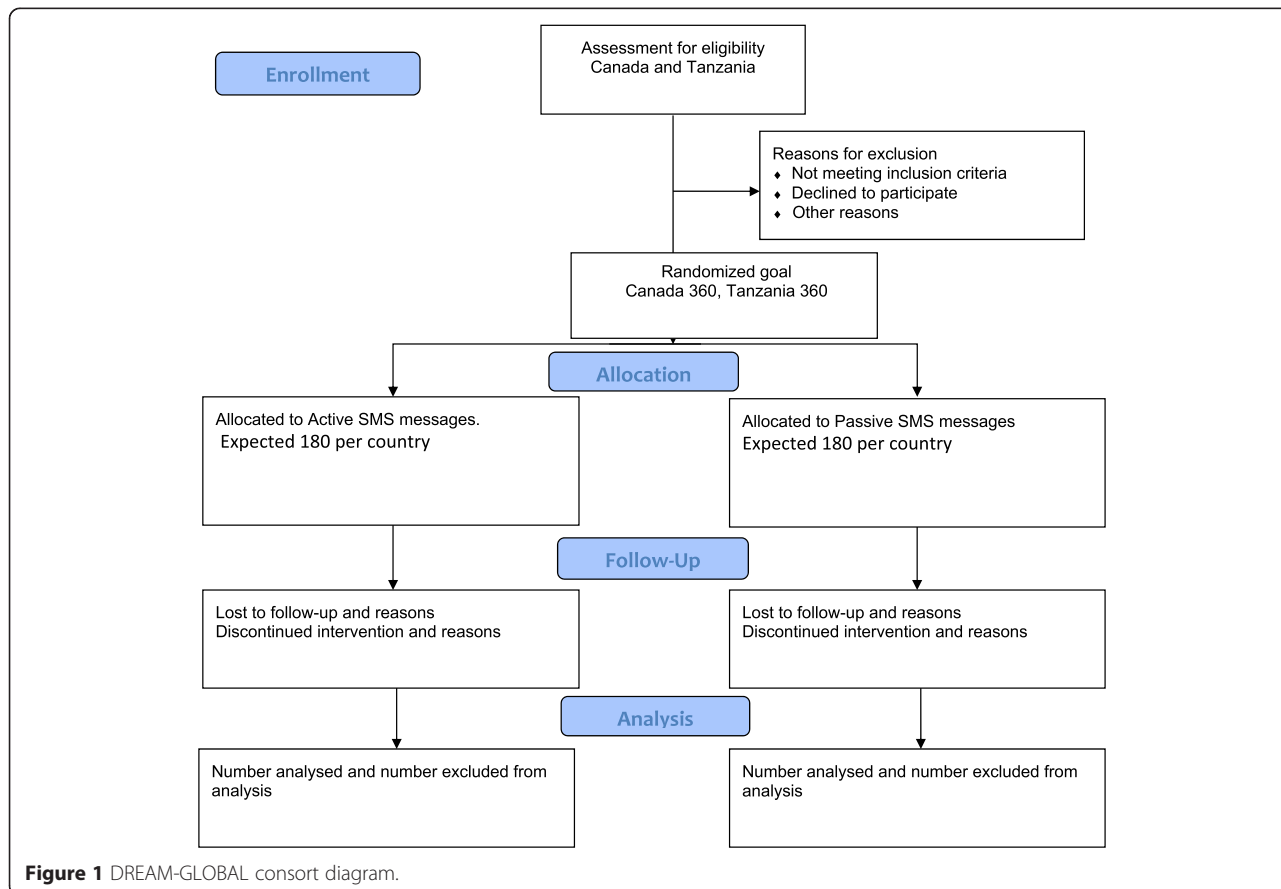 Assessment for eligibility
Canada and Tanzania
Enrollment
Reasons for exclusion
♦ Not meeting inclusion criteria
♦ Declined to participate
♦ Other reasons
Randomized goal
Canada 360, Tanzania 360
Allocation
Allocated to Active SMS messages.
Expected 180 per country
Allocated to Passive SMS messages
Expected 180 per country
Follow-Up
Lost to follow-up and reasons
Discontinued intervention and reasons
Lost to follow-up and reasons
Discontinued intervention and reasons
Analysis
Number analysed and number excluded from
analysis
Number analysed and number excluded from
analysis
Figure 1 DREAM-GLOBAL consort diagram.